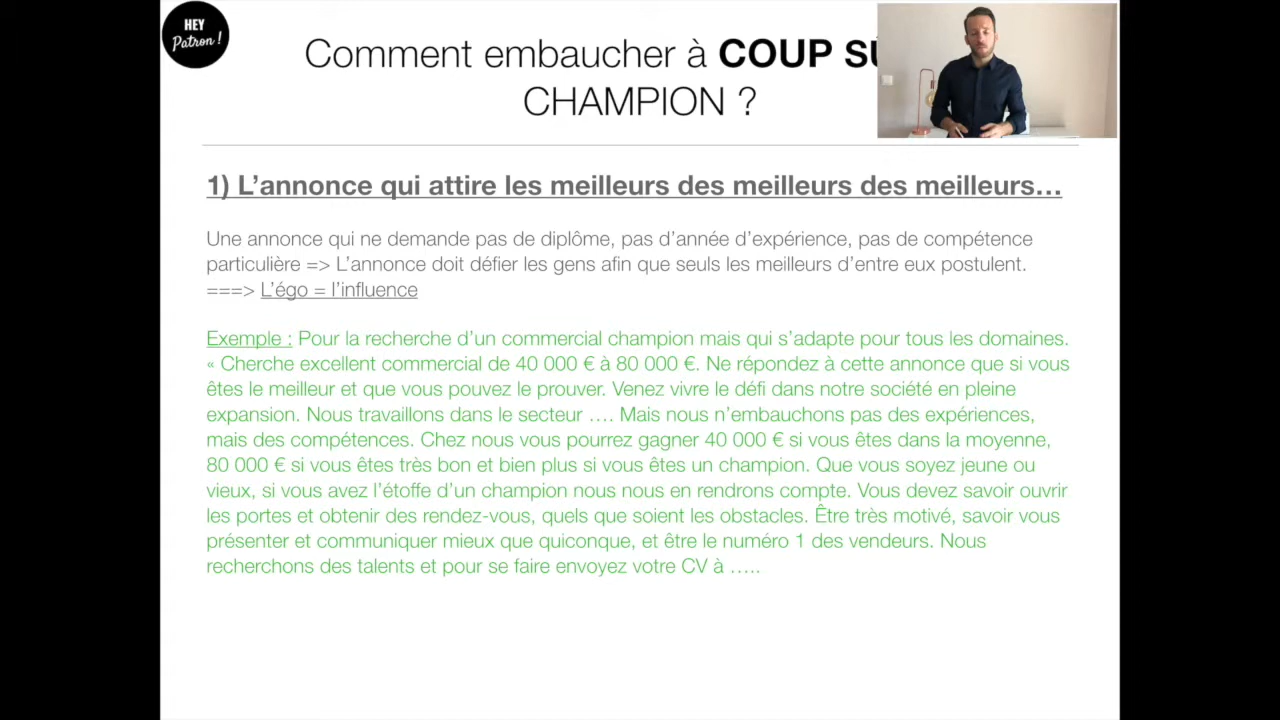 HEY
Patron !
Comment embaucher à COUP SÛ
CHAMPION ?
1) L’annonce qui attire les meilleurs des meilleurs des meilleurs…
Une annonce qui ne demande pas de diplôme, pas d’année d’expérience, pas de compétence
particulière => L’annonce doit défier les gens afin que seuls les meilleurs d’entre eux postulent.
===> L’égo = l’influence
Exemple : Pour la recherche d’un commercial champion mais qui s’adapte pour tous les domaines.
« Cherche excellent commercial de 40 000 € à 80 000 €. Ne répondez à cette annonce que si vous
êtes le meilleur et que vous pouvez le prouver. Venez vivre le défi dans notre société en pleine
expansion. Nous travaillons dans le secteur …. Mais nous n’embauchons pas des expériences,
mais des compétences. Chez nous vous pourrez gagner 40 000 € si vous êtes dans la moyenne,
80 000 € si vous êtes très bon et bien plus si vous êtes un champion. Que vous soyez jeune ou
vieux, si vous avez l’étoffe d’un champion nous nous en rendrons compte. Vous devez savoir ouvrir
les portes et obtenir des rendez-vous, quels que soient les obstacles. Être très motivé, savoir vous
présenter et communiquer mieux que quiconque, et être le numéro 1 des vendeurs. Nous
recherchons des talents et pour se faire envoyez votre CV à …..